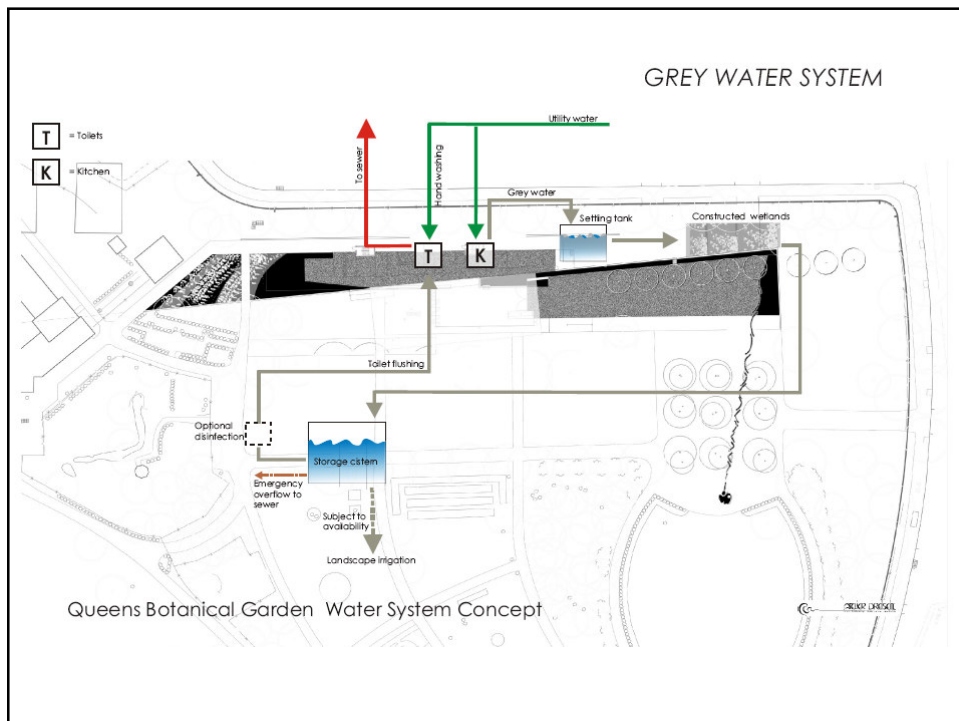 GREY WATER SYSTEM
T = Toilets
K = Kitchen
To sewer
Hand washing
Utility water
Grey water
Settling tank
Constructed wetlands
T
K
Toilet flushing
Optional
disinfection
Storage cistern
Emergency
overflow to
sewer
Subject to
availability
Landscape irrigation
Queens Botanical Garden Water System Concept